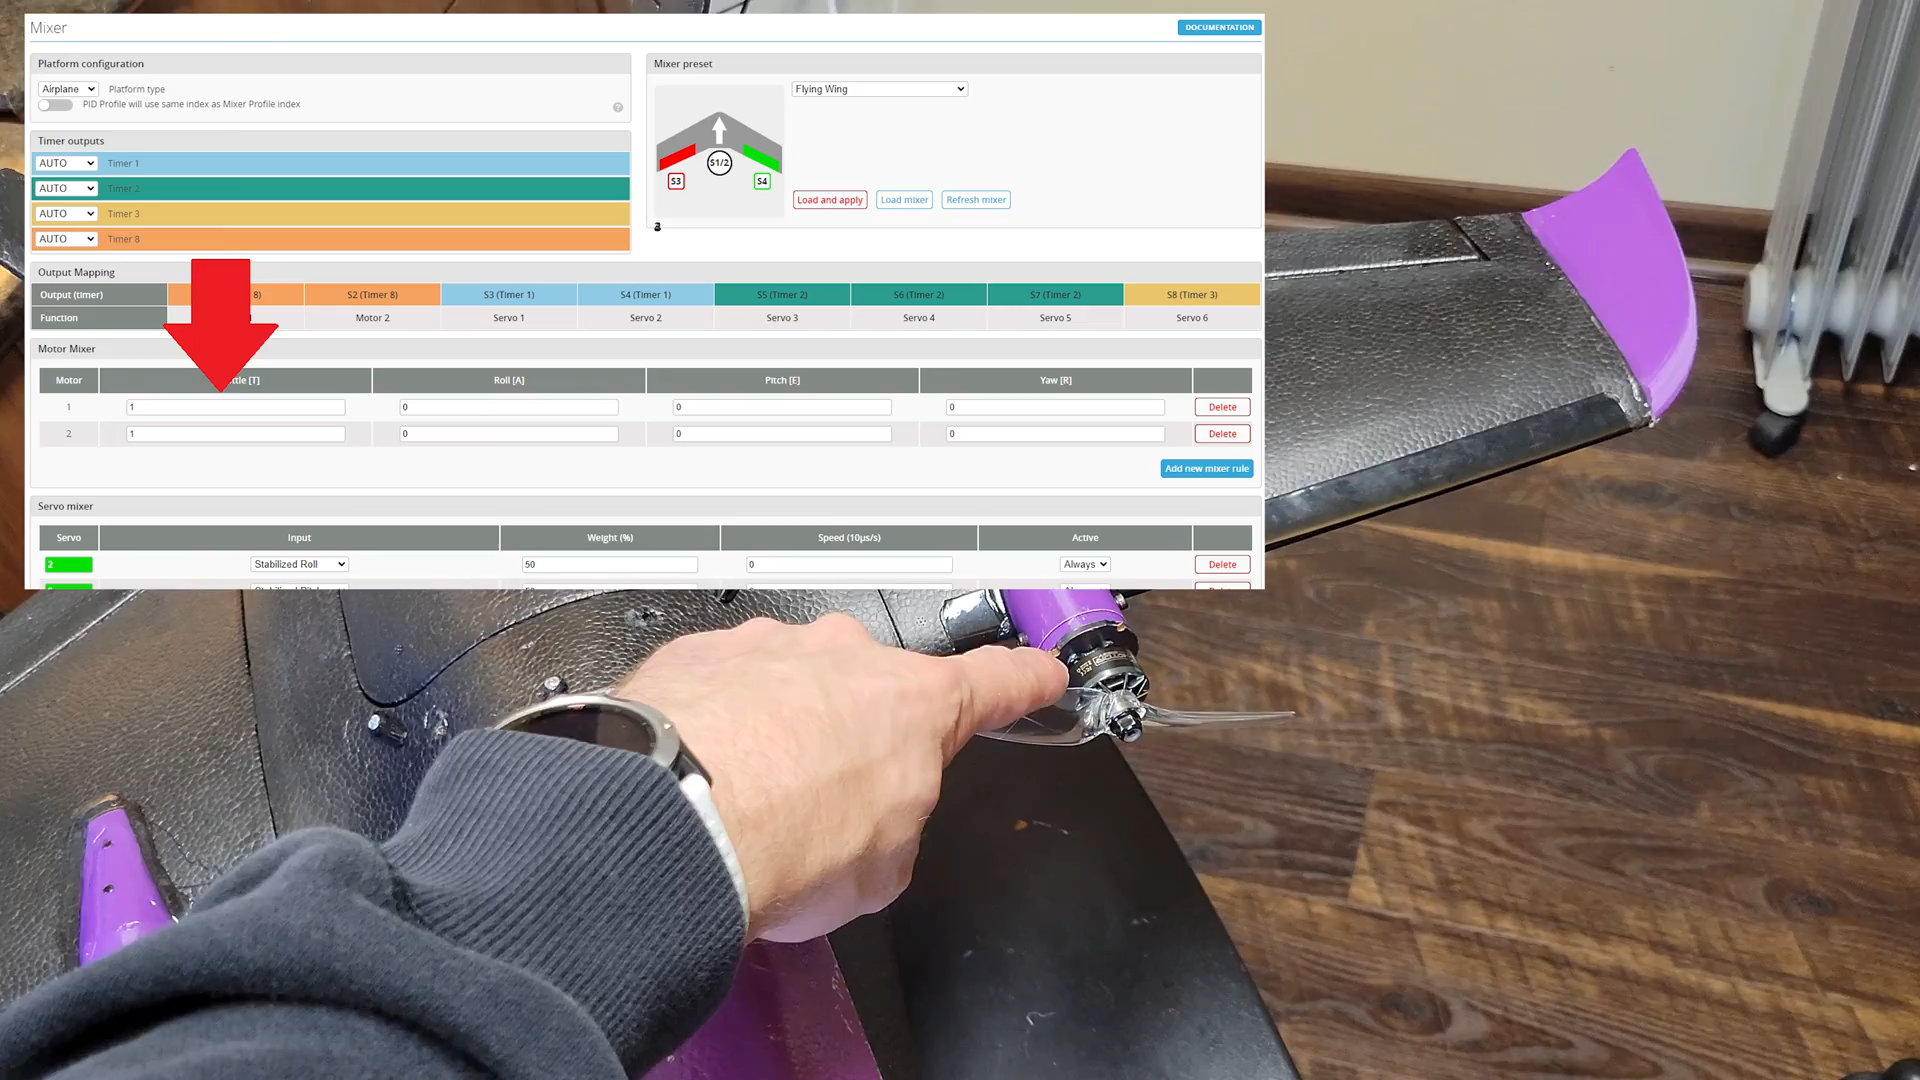 Mixer
DOCUMENTATION
Platform configuration
Airplane Platform type
PID Profile will use same index as Mixer Profile index
?
Timer outputs
AUTO Timer 1
AUTO Timer 2
AUTO Timer 3
AUTO Timer 8
Mixer preset
Flying Wing
S1/2
S3
S4
Load and apply Load mixer Refresh mixer
Output Mapping
Output (timer) 8) S2 (Timer 8) S3 (Timer 1) S4 (Timer 1) S5 (Timer 2) S6 (Timer 2) S7 (Timer 2) S8 (Timer 3)
Function Motor 2 Servo 1 Servo 2 Servo 3 Servo 4 Servo 5 Servo 6
Motor Mixer
Motor [T] Roll [A] Pitch [E] Yaw [R]
1 1 0 0 0 Delete
2 1 0 0 0 Delete
Add new mixer rule
Servo mixer
Servo Input Weight (%) Speed (10µs/s) Active
2 Stabilized Roll 50 0 Always Delete